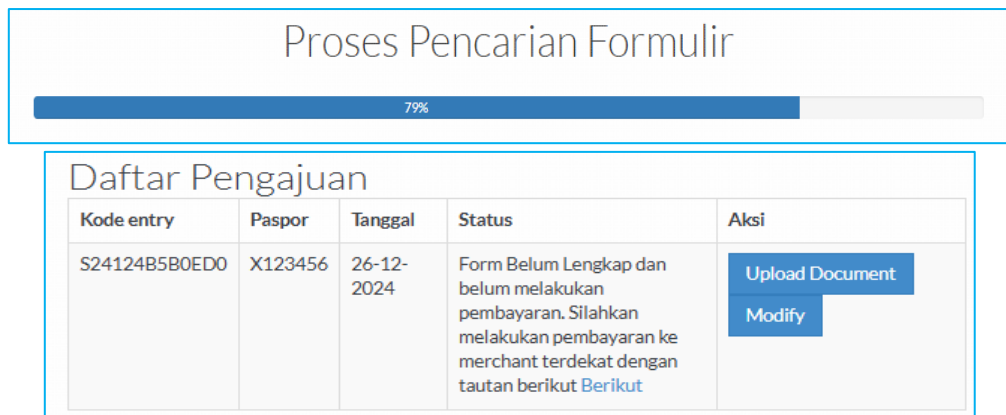 Proses Pencarian Formulir
79%
Daftar Pengajuan
Kode entry Paspor Tanggal Status Aksi
S24124B5B0ED0 X123456 26-12-2024 Form Belum Lengkap dan
belum melakukan
pembayaran. Silahkan
melakukan pembayaran ke
merchant terdekat dengan
tautan berikut Berikut
Upload Document
Modify